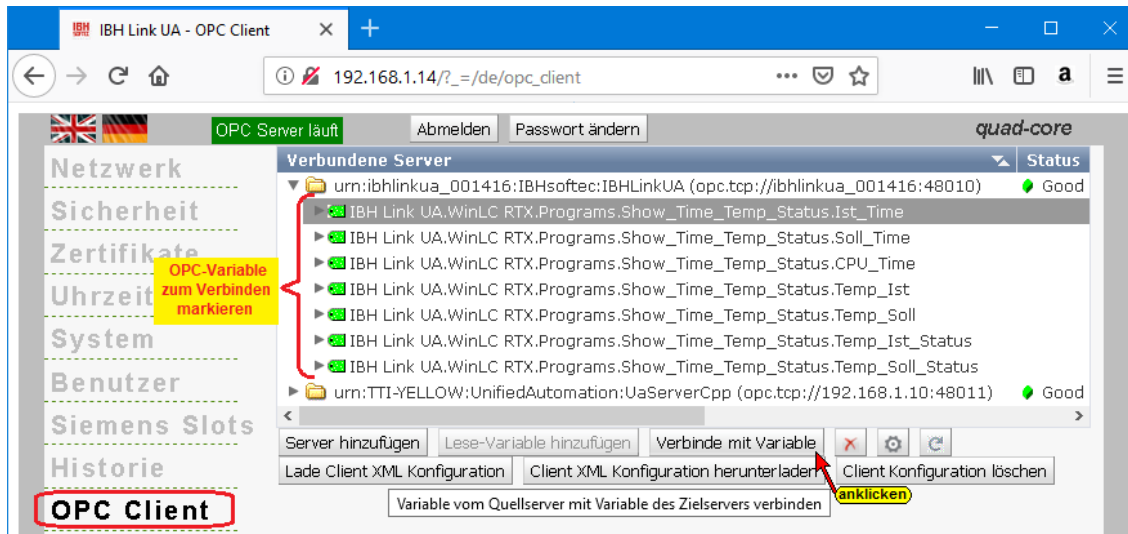 IBH Link UA - OPC Client
192.168.1.14/?_=/de/opc_client
OPC Server läuft
Abmelden
Passwort ändern
quad-core
Netzwerk
Sicherheit
Zertifikate
Uhrzeit
System
Benutzer
Siemens Slots
Historie
OPC Client
OPC-Variable
zum Verbinden
markieren
Verbundene Server
Status
urn:ibhlinkua_001416:IBHsoftec:IBHLinkUA (opc.tcp://ibhlinkua_001416:48010)
Good
IBH Link UA.WinLC RTX.Programs.Show_Time_Temp_Status.Ist_Time
IBH Link UA.WinLC RTX.Programs.Show_Time_Temp_Status.Soll_Time
IBH Link UA.WinLC RTX.Programs.Show_Time_Temp_Status.CPU_Time
IBH Link UA.WinLC RTX.Programs.Show_Time_Temp_Status.Temp_Ist
IBH Link UA.WinLC RTX.Programs.Show_Time_Temp_Status.Temp_Soll
IBH Link UA.WinLC RTX.Programs.Show_Time_Temp_Status.Temp_Ist_Status
IBH Link UA.WinLC RTX.Programs.Show_Time_Temp_Status.Temp_Soll_Status
urn:TTI-YELLOW:UnifiedAutomation:UaServerCpp (opc.tcp://192.168.1.10:48011)
Good
Server hinzufügen
Lese-Variable hinzufügen
Verbinde mit Variable
Lade Client XML Konfiguration
Client XML Konfiguration herunterladen
Client Konfiguration löschen
anklicken
Variable vom Quellserver mit Variable des Zielservers verbinden